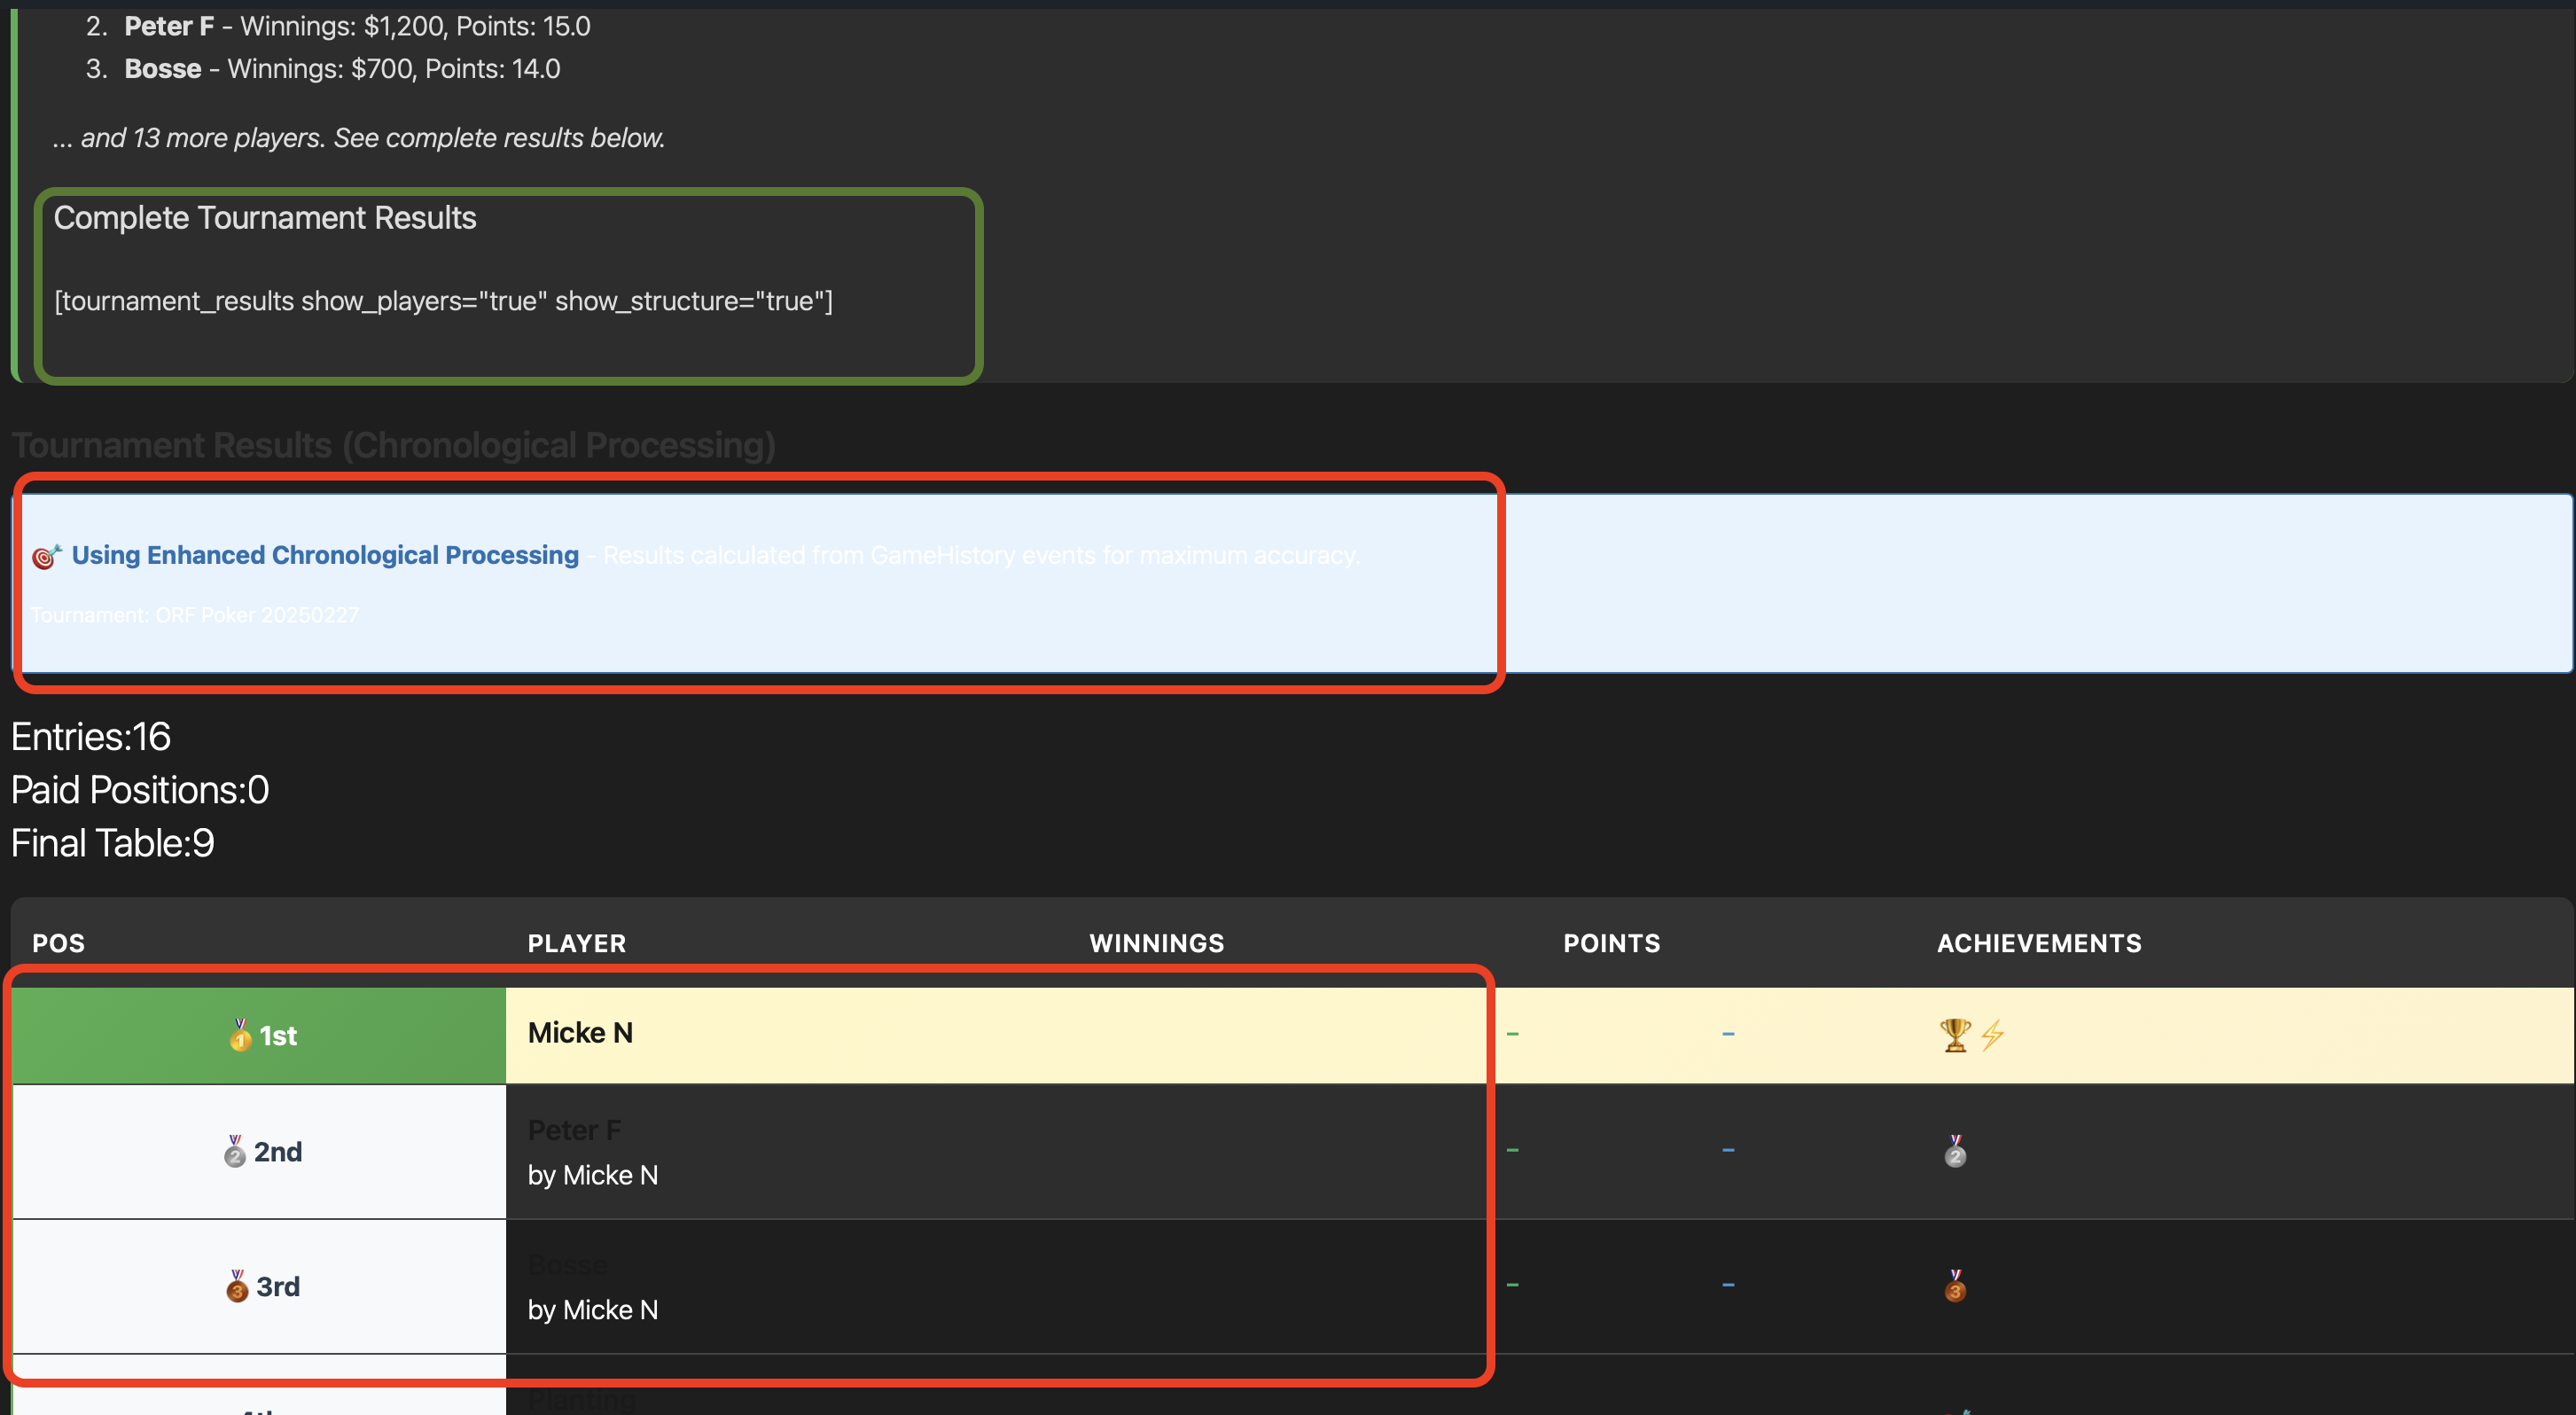 2. Peter F - Winnings: $1,200, Points: 15.0
3. Bosse - Winnings: $700, Points: 14.0
... and 13 more players. See complete results below.
Complete Tournament Results
[tournament_results show_players="true" show_structure="true"]
Tournament Results (Chronological Processing)
Using Enhanced Chronological Processing - Results calculated from GameHistory events for maximum accuracy.
Tournament: ORF Poker 20250227
Entries:16
Paid Positions:0
Final Table:9
POS PLAYER WINNINGS POINTS ACHIEVEMENTS
1st Micke N – –
2nd Peter F – –
by Micke N
3rd Bosse – –
by Micke N
Planting